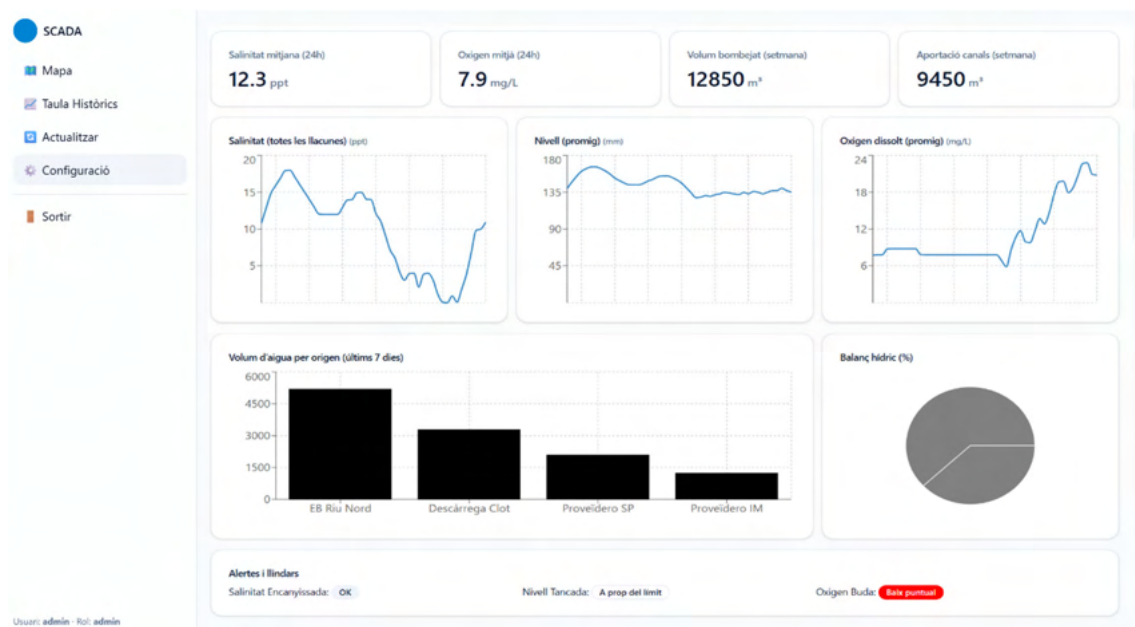 SCADA
Mapa
Taula Històrics
Actualitzar
Configuració
Sortir
Usuari: admin · Rol: admin
Salinitat mitjana (24h)
12.3 ppt
Oxigen mitjà (24h)
7.9 mg/L
Volum bombejat (setmana)
12850 m³
Aportació canals (setmana)
9450 m³
Salinitat (totes les llacunes) (ppt)
20
15
10
5
Nivell (promig) (mm)
180
135
90
45
Oxigen dissolt (promig) (mg/L)
24
18
12
6
Volum d'aigua per origen (últims 7 dies)
6000
4500
3000
1500
0
EB Riu Nord
Descàrrega Clot
Proveïdero SP
Proveïdero IM
Balanç hídric (%)
Alertes i llindars
Salinitat Encanyissada: OK
Nivell Tancada: A prop del límit
Oxigen Buda: Baix puntual